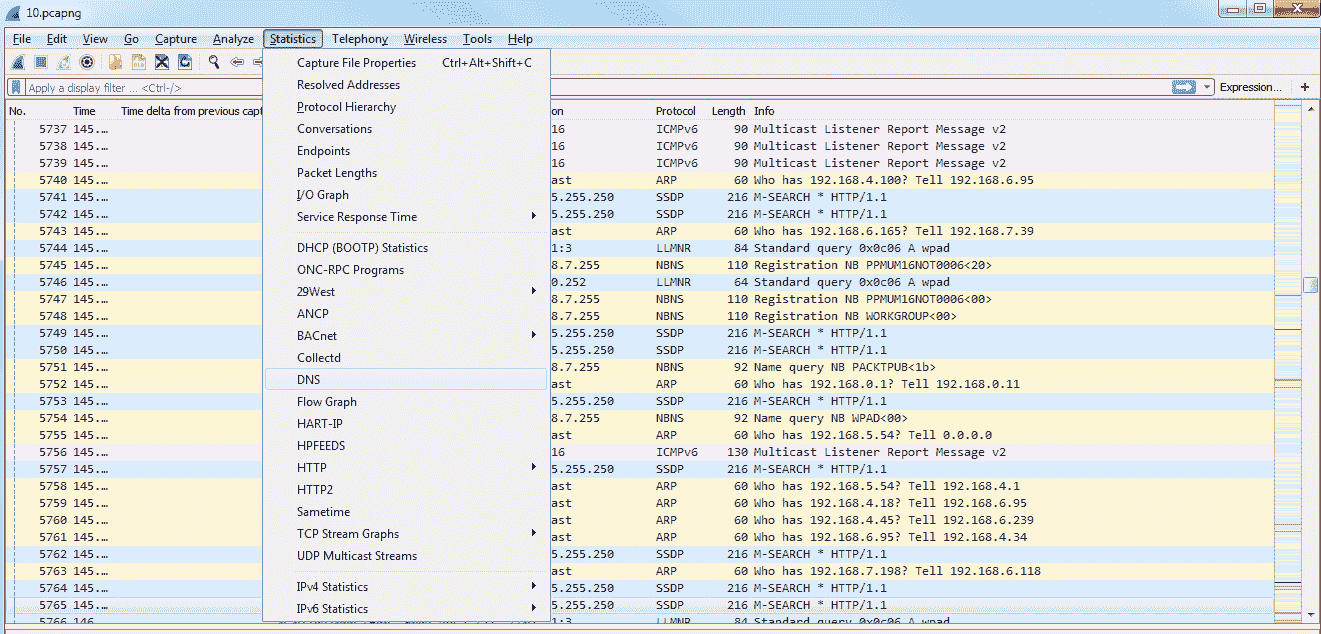 10.pcapng
File Edit View Go Capture Analyze Statistics Telephony Wireless Tools Help
Apply a display filter ... <Ctrl-/> Expression... +
No. Time Time delta from previous capt on Protocol Length Info
Capture File Properties Ctrl+Alt+Shift+C
Resolved Addresses
Protocol Hierarchy
Conversations
Endpoints
Packet Lengths
I/O Graph
Service Response Time
DHCP (BOOTP) Statistics
ONC-RPC Programs
29West
ANCP
BACnet
Collectd
DNS
Flow Graph
HART-IP
HPFEEDS
HTTP
HTTP2
Sametime
TCP Stream Graphs
UDP Multicast Streams
IPv4 Statistics
IPv6 Statistics
5737 145.... 16 ICMPv6 90 Multicast Listener Report Message v2
5738 145.... 16 ICMPv6 90 Multicast Listener Report Message v2
5739 145.... 16 ICMPv6 90 Multicast Listener Report Message v2
5740 145.... ast ARP 60 Who has 192.168.4.100? Tell 192.168.6.95
5741 145.... 5.255.250 SSDP 216 M-SEARCH * HTTP/1.1
5742 145.... 5.255.250 SSDP 216 M-SEARCH * HTTP/1.1
5743 145.... ast ARP 60 Who has 192.168.6.165? Tell 192.168.7.39
5744 145.... 1:3 LLMNR 84 Standard query 0x0c06 A wpad
5745 145.... 8.7.255 NBNS 110 Registration NB PPMUM16NOT0006<20>
5746 145.... 0.252 LLMNR 64 Standard query 0x0c06 A wpad
5747 145.... 8.7.255 NBNS 110 Registration NB PPMUM16NOT0006<00>
5748 145.... 8.7.255 NBNS 110 Registration NB WORKGROUP<00>
5749 145.... 5.255.250 SSDP 216 M-SEARCH * HTTP/1.1
5750 145.... 5.255.250 SSDP 216 M-SEARCH * HTTP/1.1
5751 145.... 8.7.255 NBNS 92 Name query NB PACKTPUB<1b>
5752 145.... ast ARP 60 Who has 192.168.0.1? Tell 192.168.0.11
5753 145.... 5.255.250 SSDP 216 M-SEARCH * HTTP/1.1
5754 145.... 8.7.255 NBNS 92 Name query NB WPAD<00>
5755 145.... ast ARP 60 Who has 192.168.5.54? Tell 0.0.0.0
5756 145.... 16 ICMPv6 130 Multicast Listener Report Message v2
5757 145.... 5.255.250 SSDP 216 M-SEARCH * HTTP/1.1
5758 145.... ast ARP 60 Who has 192.168.5.54? Tell 192.168.4.1
5759 145.... ast ARP 60 Who has 192.168.4.18? Tell 192.168.6.95
5760 145.... ast ARP 60 Who has 192.168.4.45? Tell 192.168.6.239
5761 145.... ast ARP 60 Who has 192.168.6.95? Tell 192.168.4.34
5762 145.... 5.255.250 SSDP 216 M-SEARCH * HTTP/1.1
5763 145.... ast ARP 60 Who has 192.168.7.198? Tell 192.168.6.118
5764 145.... 5.255.250 SSDP 216 M-SEARCH * HTTP/1.1
5765 145.... 5.255.250 SSDP 216 M-SEARCH * HTTP/1.1
5766 146 1:3 LLMNR 84 Standard query 0x0c06 A wpad